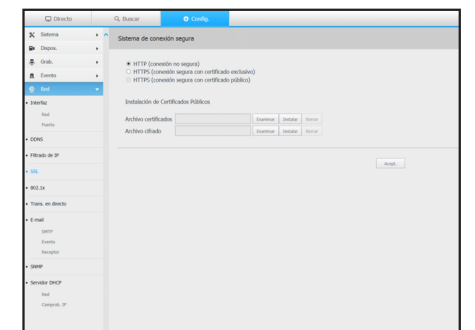 Directo
Buscar
Config.
Sistema
Dispos.
Grab.
Evento
Red
Interfaz
Red
Puerto
DDNS
Filtrado de IP
SSL
802.1x
Trans. en directo
E-mail
SMTP
Evento
Receptor
SNMP
Servidor DHCP
Red
Comprob. IP
Sistema de conexión segura
HTTP (conexión no segura)
HTTPS (conexión segura con certificado exclusivo)
HTTPS (conexión segura con certificado público)
Instalación de Certificados Públicos
Archivo certificados Examinar Instalar Borrar
Archivo cifrado Examinar Instalar Borrar
Acept.